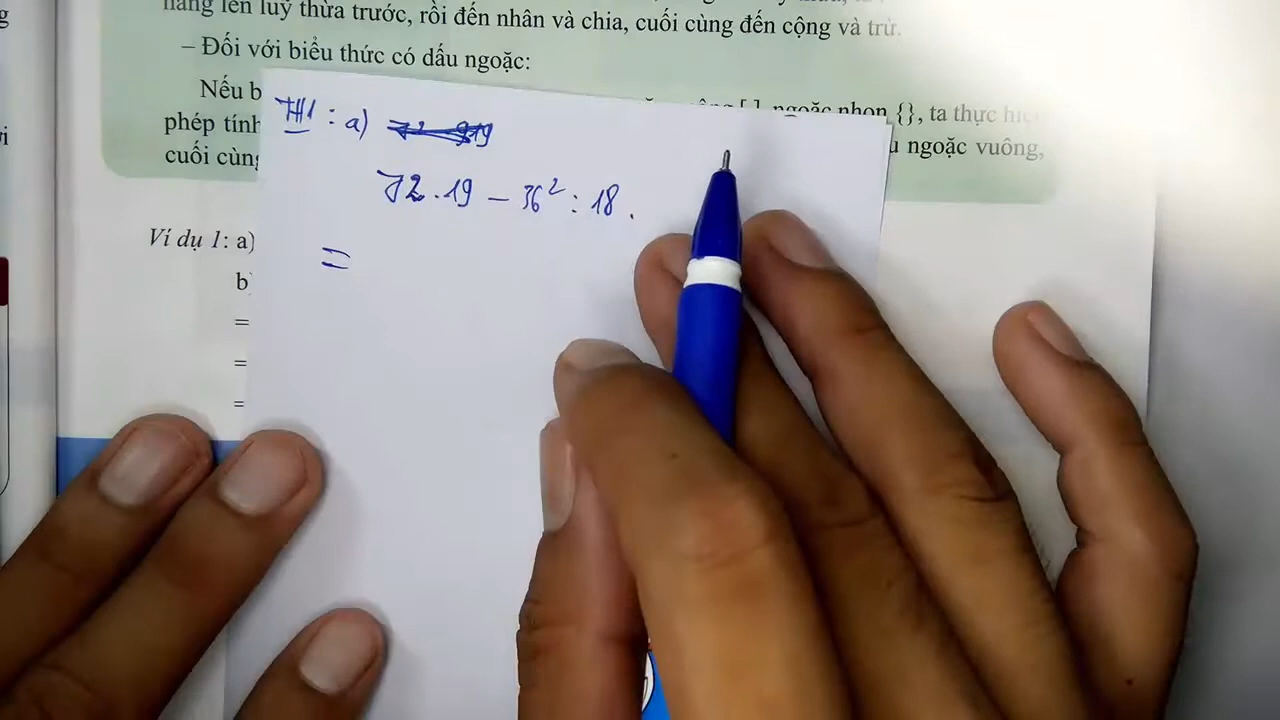 nâng lên luỹ thừa trước, rồi đến nhân và chia, cuối cùng đến cộng và trừ.
– Đối với biểu thức có dấu ngoặc:
Nếu b [ ], ngoặc nhọn {}, ta thực hiện
phép tính ngoặc vuông,
cuối cùng
TH1 : a)
72.19 – 36² : 18.
Ví dụ 1: a)
=
b)
=
=
=